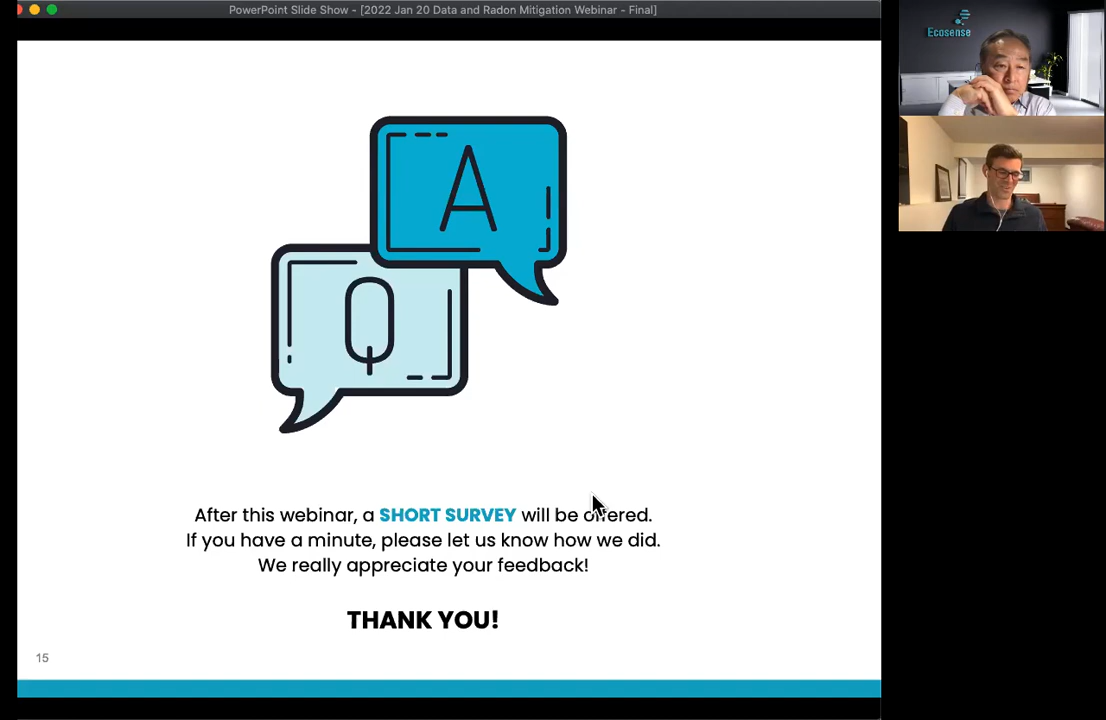 PowerPoint Slide Show - [2022 Jan 20 Data and Radon Mitigation Webinar - Final]
Ecosense
A
Q
After this webinar, a SHORT SURVEY will be offered.
If you have a minute, please let us know how we did.
We really appreciate your feedback!
THANK YOU!
15